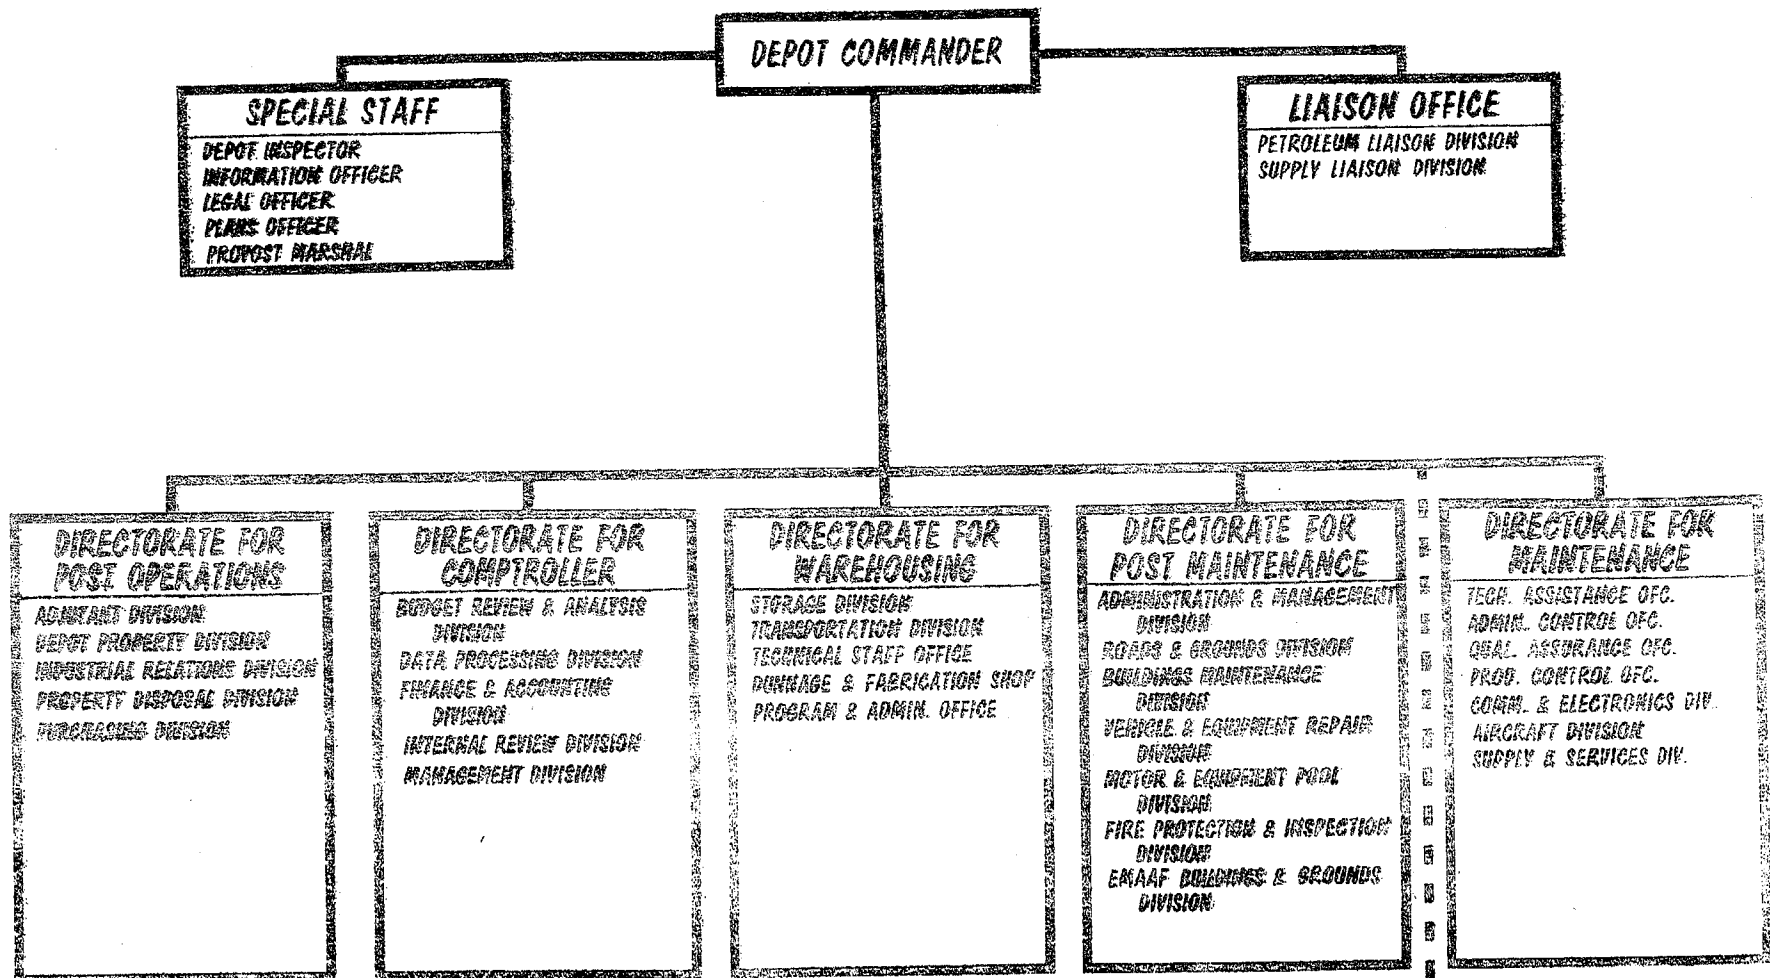 DEPOT COMMANDER
SPECIAL STAFF
DEPOT INSPECTOR
INFORMATION OFFICER
LEGAL OFFICER
PLANS OFFICER
PROVOST MARSHAL
LIAISON OFFICE
PETROLEUM LIAISON DIVISION
SUPPLY LIAISON DIVISION
DIRECTORATE FOR
POST OPERATIONS
ADJUTANT DIVISION
DEPOT PROPERTY DIVISION
INDUSTRIAL RELATIONS DIVISION
PROPERTY DISPOSAL DIVISION
PURCHASING DIVISION
DIRECTORATE FOR
COMPTROLLER
BUDGET REVIEW & ANALYSIS
DIVISION
DATA PROCESSING DIVISION
FINANCE & ACCOUNTING
DIVISION
INTERNAL REVIEW DIVISION
MANAGEMENT DIVISION
DIRECTORATE FOR
WAREHOUSING
STORAGE DIVISION
TRANSPORTATION DIVISION
TECHNICAL STAFF OFFICE
DUNNAGE & FABRICATION SHOP
PROGRAM & ADMIN. OFFICE
DIRECTORATE FOR
POST MAINTENANCE
ADMINISTRATION & MANAGEMENT
DIVISION
ROADS & GROUNDS DIVISION
BUILDINGS MAINTENANCE
DIVISION
VEHICLE & EQUIPMENT REPAIR
DIVISION
MOTOR & EQUIPMENT POOL
DIVISION
FIRE PROTECTION & INSPECTION
DIVISION
EMAAF BUILDINGS & GROUNDS
DIVISION
DIRECTORATE FOR
MAINTENANCE
TECH. ASSISTANCE OFC.
ADMIN. CONTROL OFC.
QUAL. ASSURANCE OFC.
PROD. CONTROL OFC.
COMM. & ELECTRONICS DIV.
AIRCRAFT DIVISION
SUPPLY & SERVICES DIV.